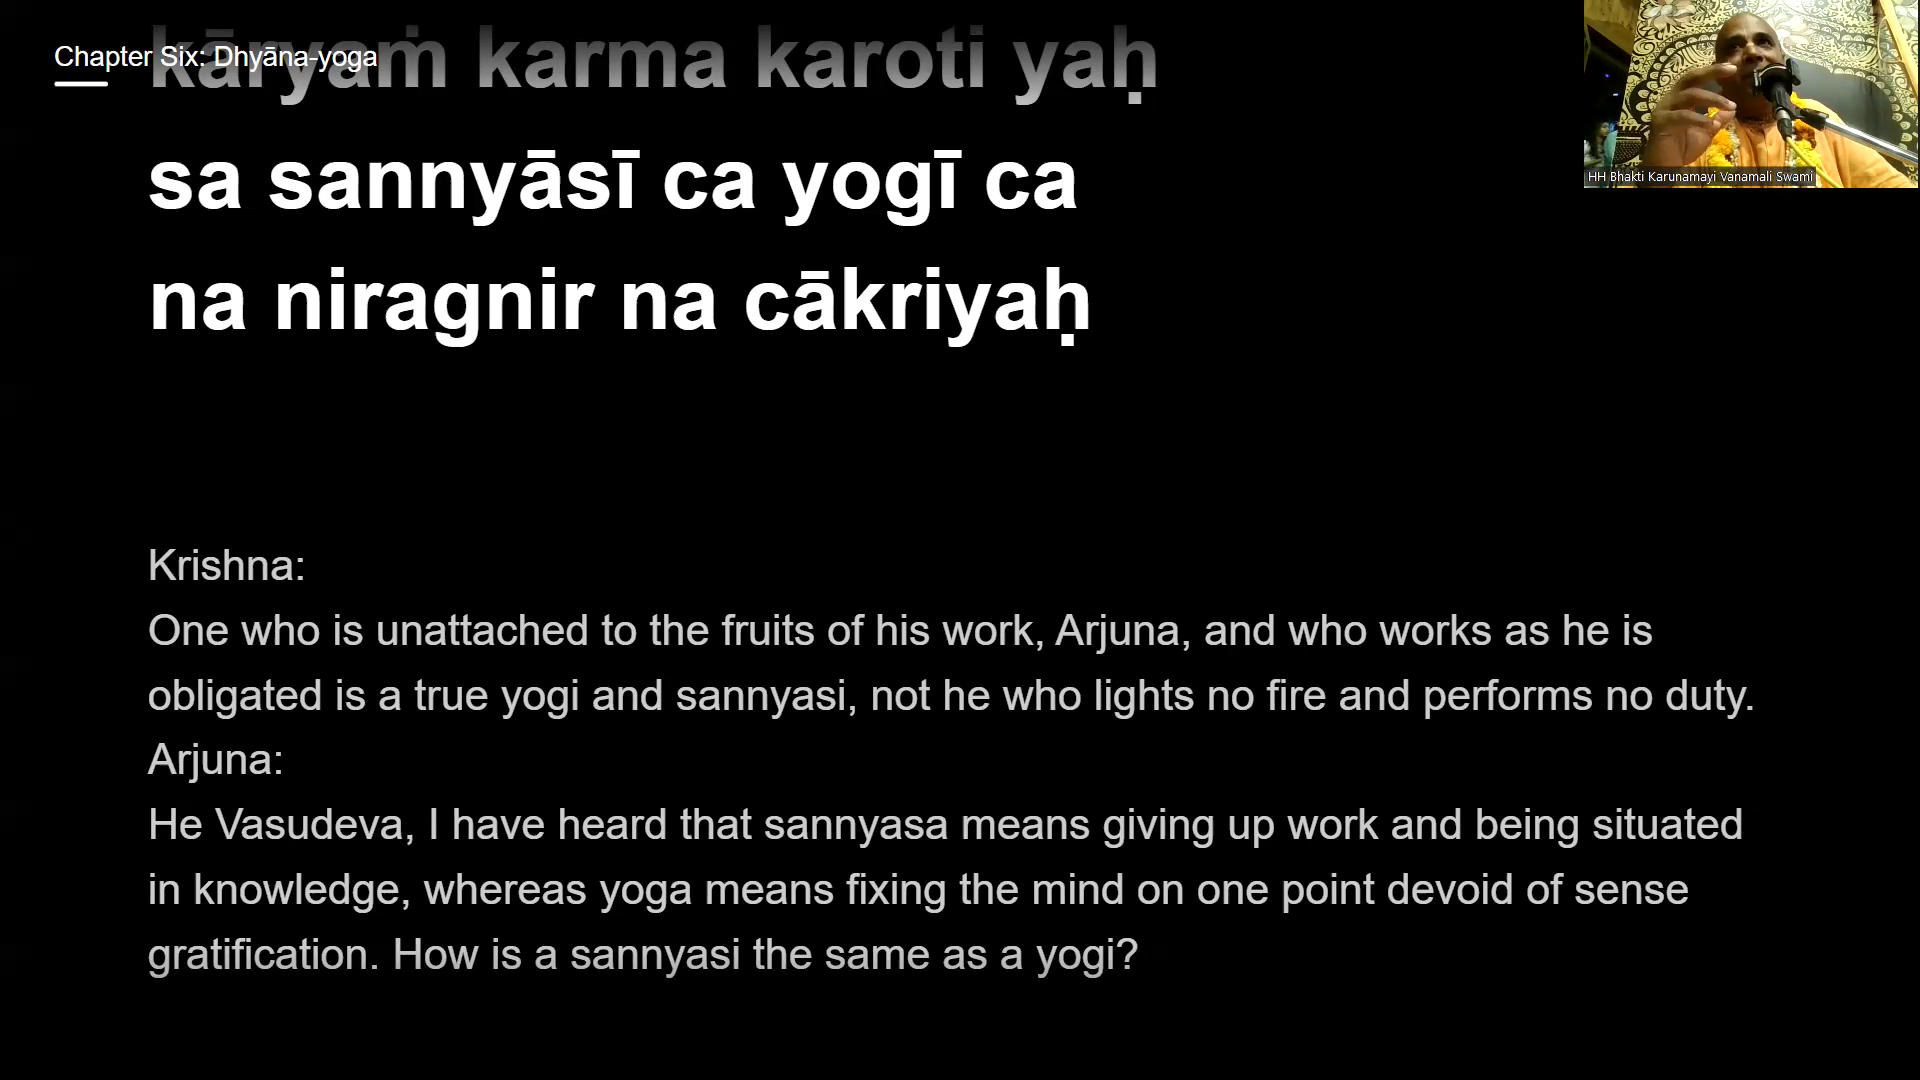 Chapter Six: Dhyāna-yoga
kāryaṁ karma karoti yaḥ
sa sannyāsī ca yogī ca
na niragnir na cākriyaḥ
HH Bhakti Karunamayi Vanamali Swami
Krishna:
One who is unattached to the fruits of his work, Arjuna, and who works as he is
obligated is a true yogi and sannyasi, not he who lights no fire and performs no duty.
Arjuna:
He Vasudeva, I have heard that sannyasa means giving up work and being situated
in knowledge, whereas yoga means fixing the mind on one point devoid of sense
gratification. How is a sannyasi the same as a yogi?